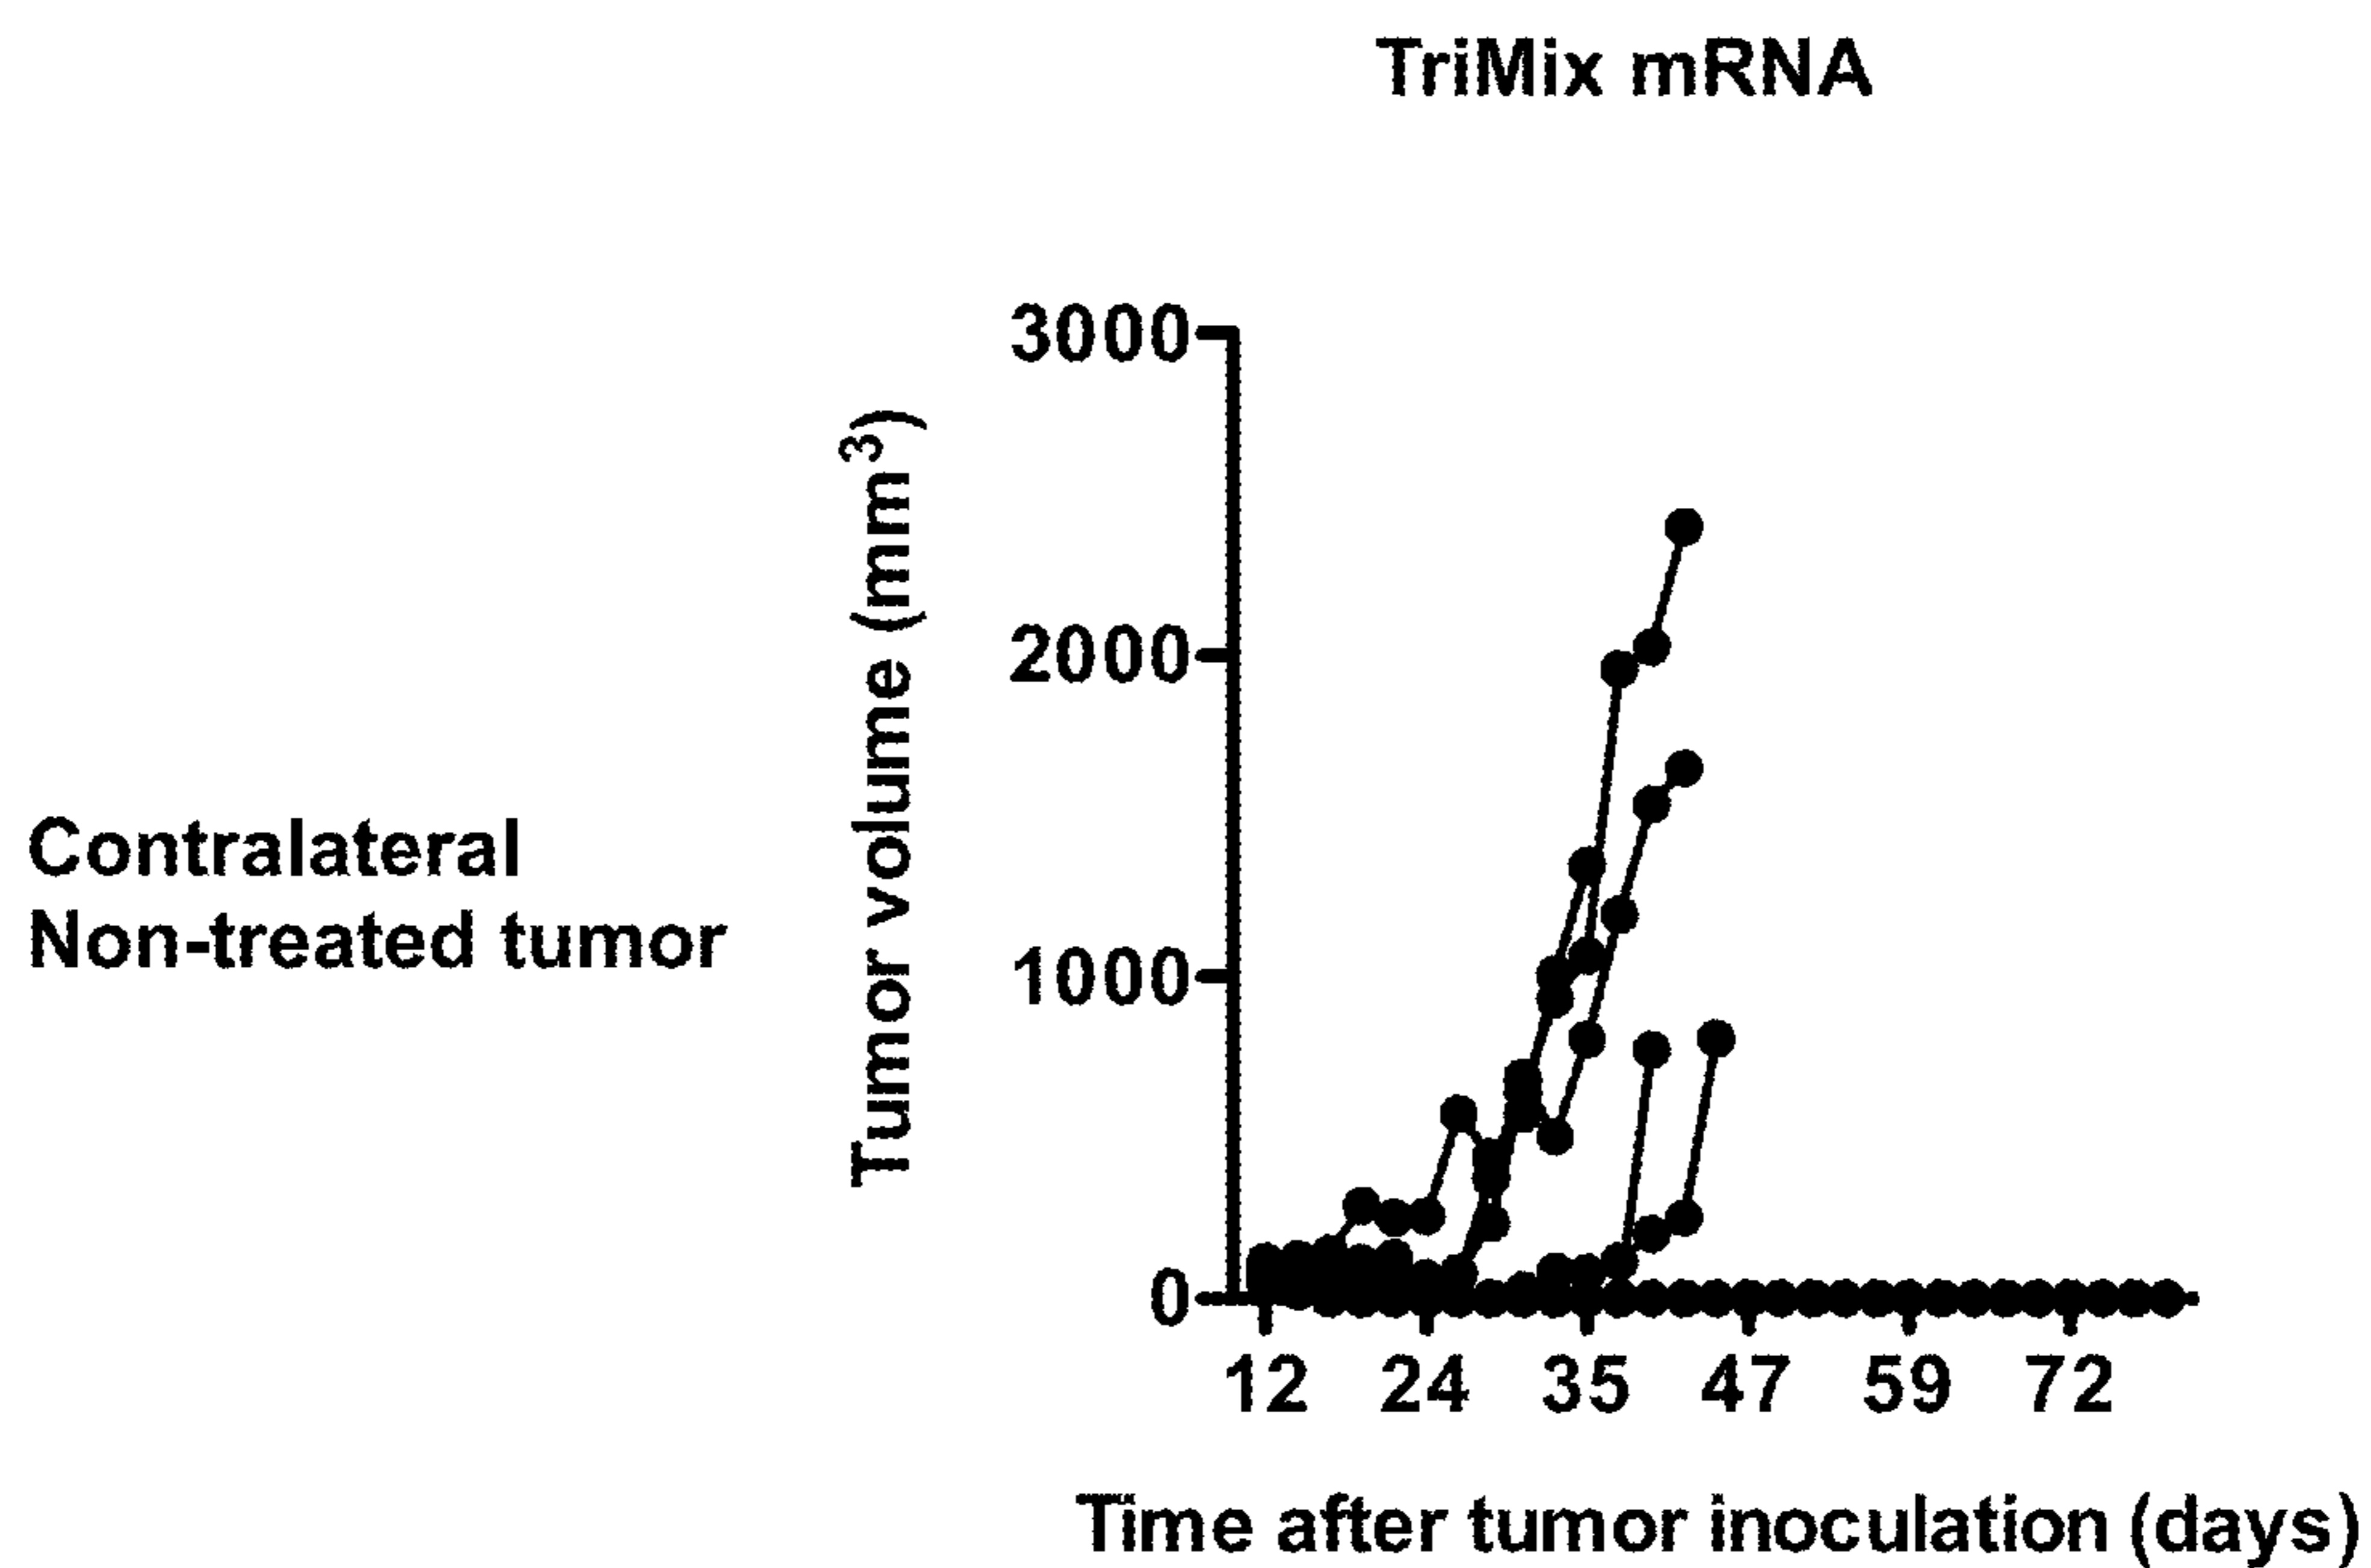 TriMix mRNA
3000
2000
1000
0
Tumor volume (mm³)
Contralateral
Non-treated tumor
12 24 35 47 59 72
Time after tumor inoculation (days)